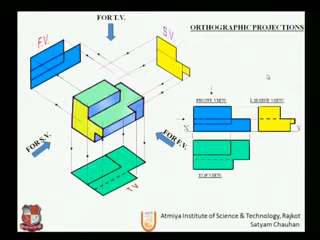 FOR T.V.
ORTHOGRAPHIC PROJECTIONS
F.V.
S.V.
FOR S.V.
FOR F.V.
T.V
FRONT VIEW
L.H.SIDE VIEW
X
Y
TOP VIEW
Atmiya Institute of Science & Technology, Rajkot
Satyam Chauhan